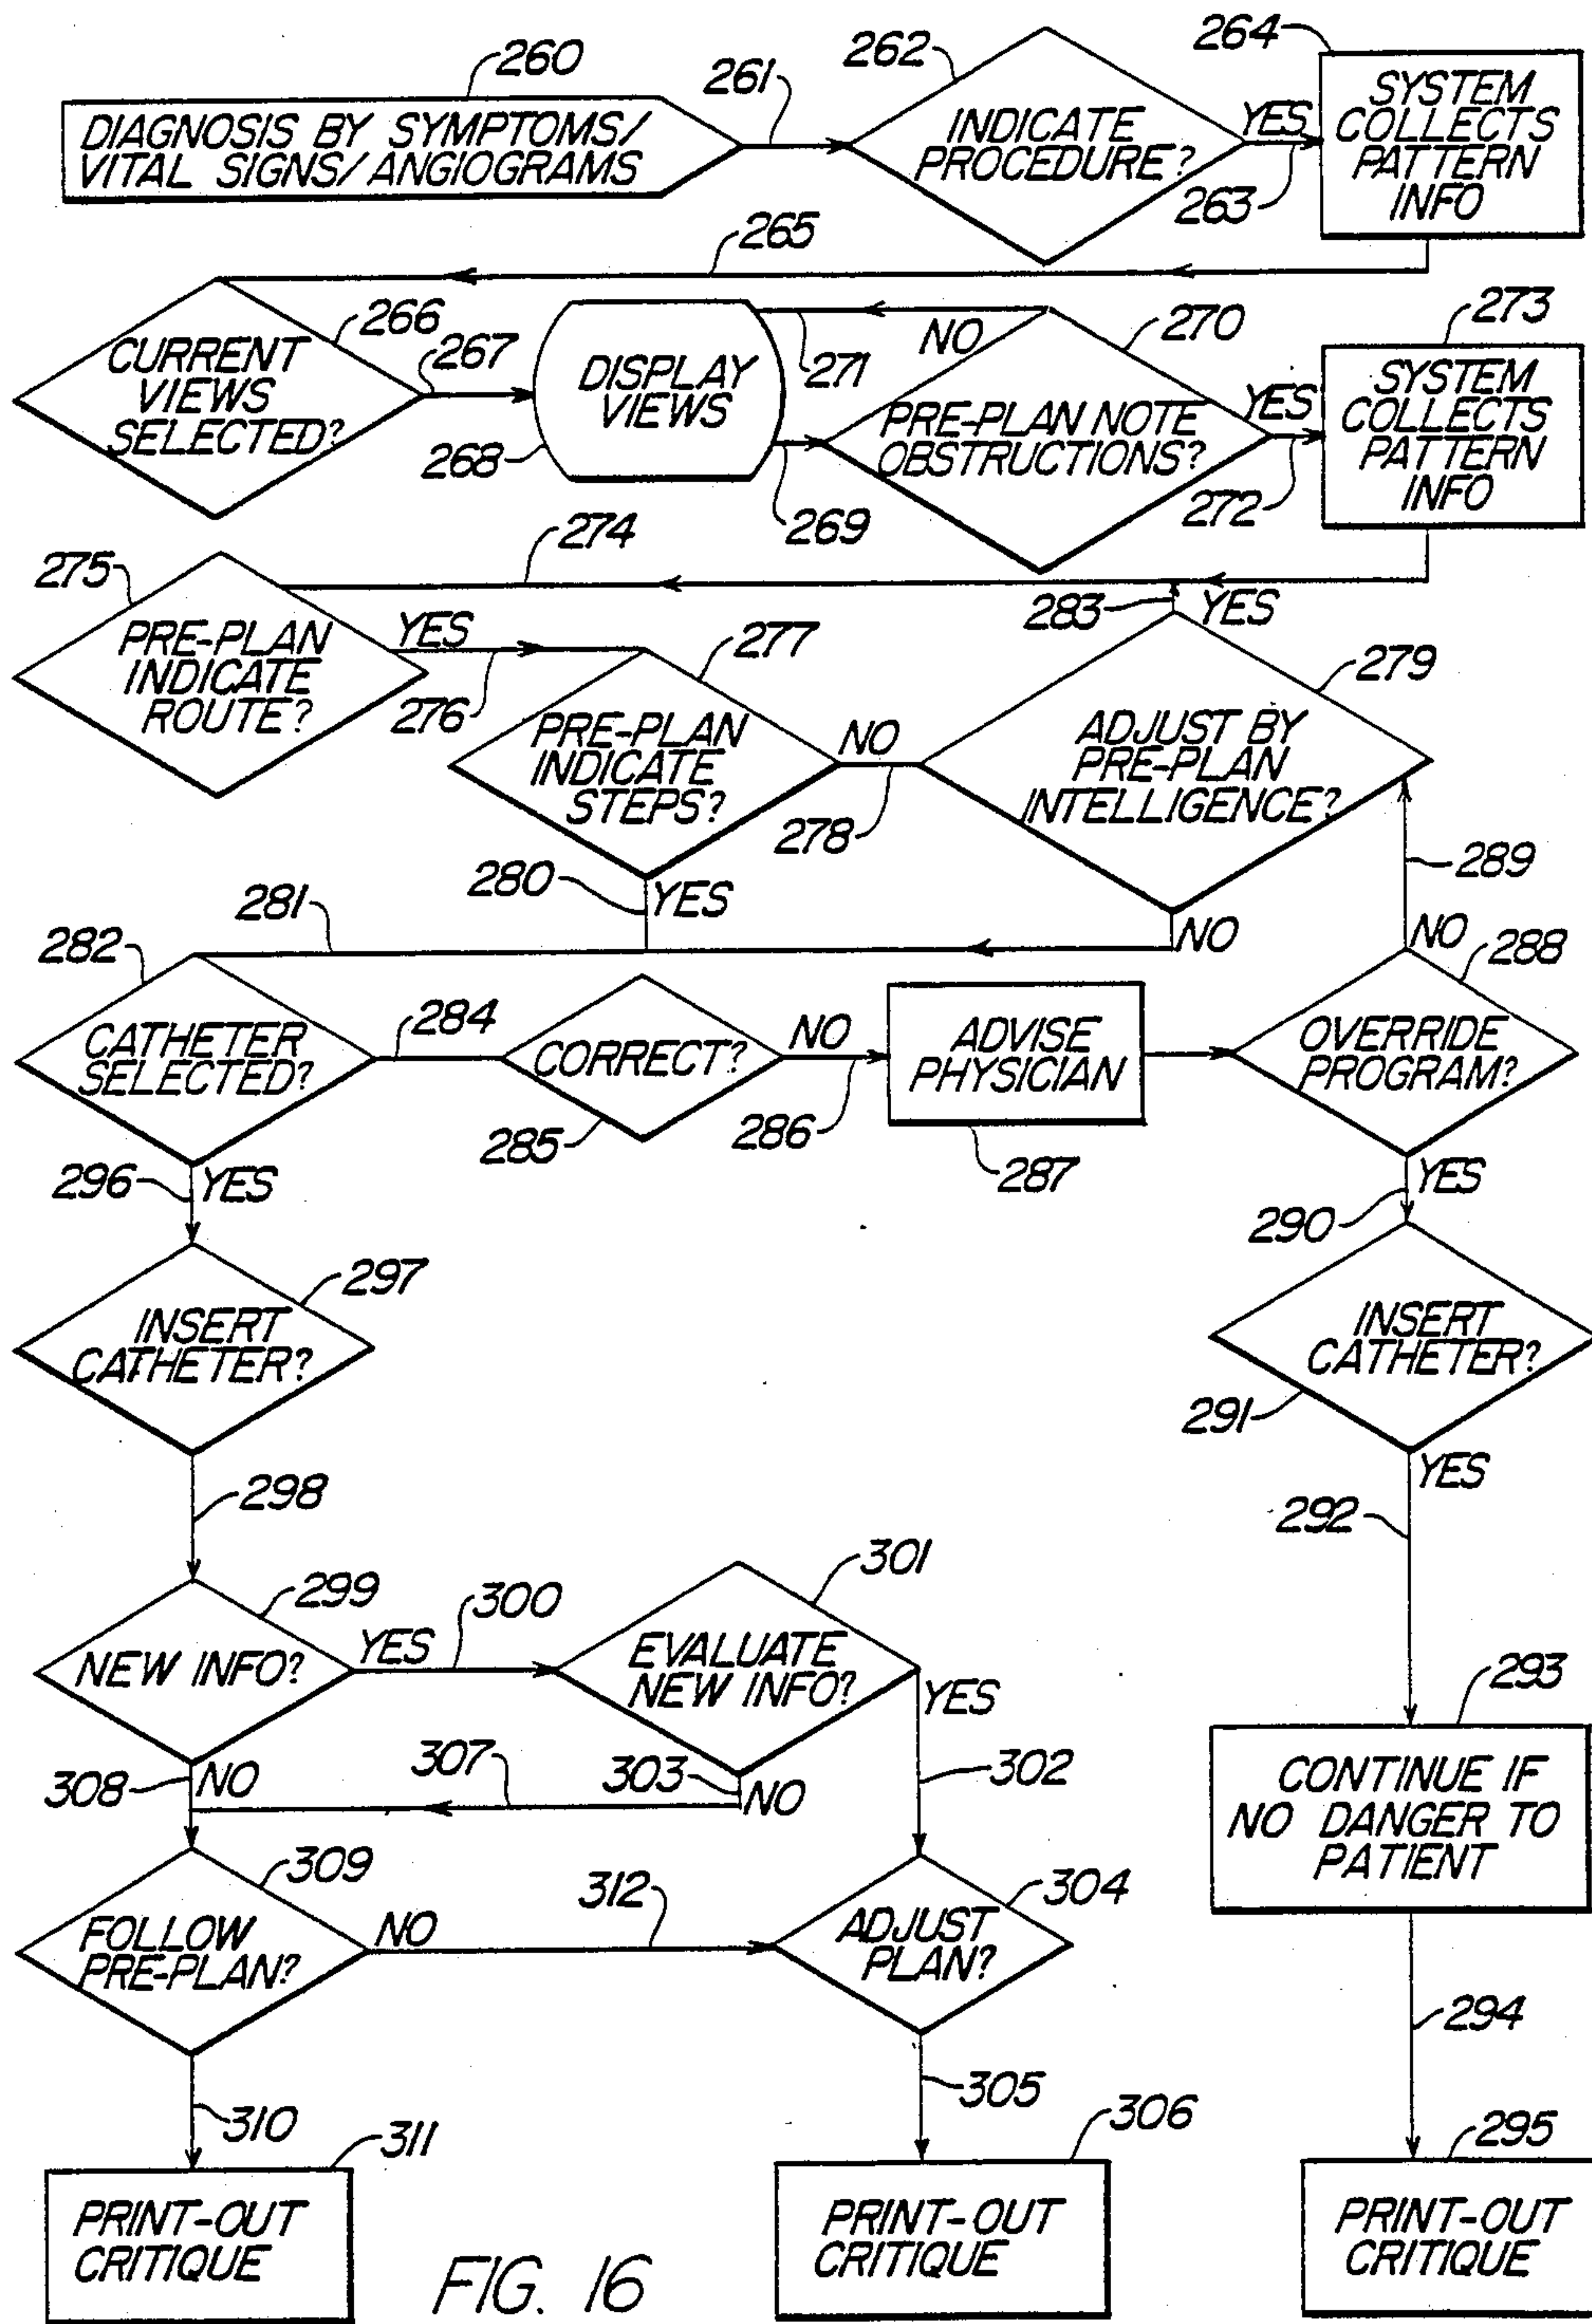 260
261
262
264
DIAGNOSIS BY SYMPTOMS/
VITAL SIGNS/ANGIOGRAMS
INDICATE
PROCEDURE?
YES
263
SYSTEM
COLLECTS
PATTERN
INFO
265
266
CURRENT
VIEWS
SELECTED?
267
268
DISPLAY
VIEWS
269
NO
271
270
PRE-PLAN NOTE
OBSTRUCTIONS?
YES
272
273
SYSTEM
COLLECTS
PATTERN
INFO
274
275
PRE-PLAN
INDICATE
ROUTE?
YES
276
277
PRE-PLAN
INDICATE
STEPS?
NO
278
283
YES
279
ADJUST BY
PRE-PLAN
INTELLIGENCE?
280
YES
281
NO
289
NO
282
CATHETER
SELECTED?
284
CORRECT?
285
NO
286
ADVISE
PHYSICIAN
287
288
OVERRIDE
PROGRAM?
296
YES
290
YES
297
INSERT
CATHETER?
INSERT
CATHETER?
291
YES
298
292
299
NEW INFO?
YES
300
301
EVALUATE
NEW INFO?
YES
302
293
CONTINUE IF
NO DANGER TO
PATIENT
308
NO
307
303
NO
309
FOLLOW
PRE-PLAN?
NO
312
304
ADJUST
PLAN?
294
310
305
311
306
295
PRINT-OUT
CRITIQUE
PRINT-OUT
CRITIQUE
PRINT-OUT
CRITIQUE
FIG. 16